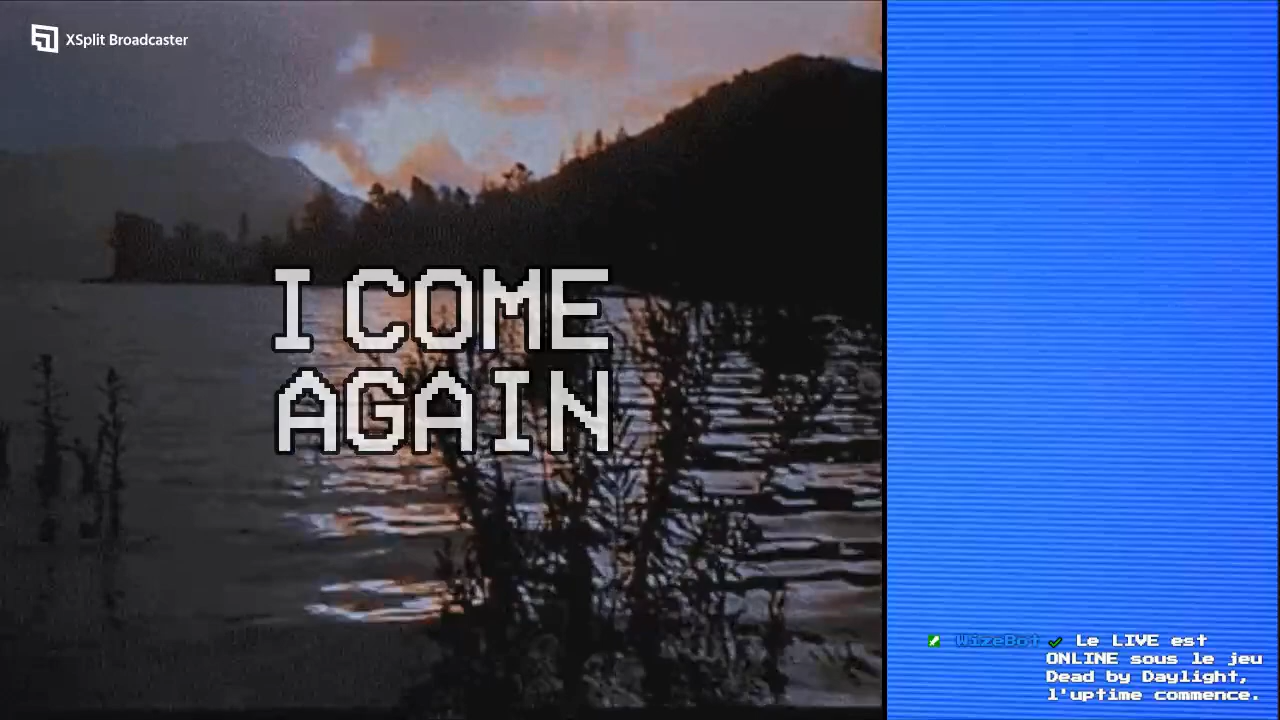 XSplit Broadcaster
I COME
AGAIN
WizeBot Le LIVE est
ONLINE sous le jeu
Dead by Daylight,
l'uptime commence.